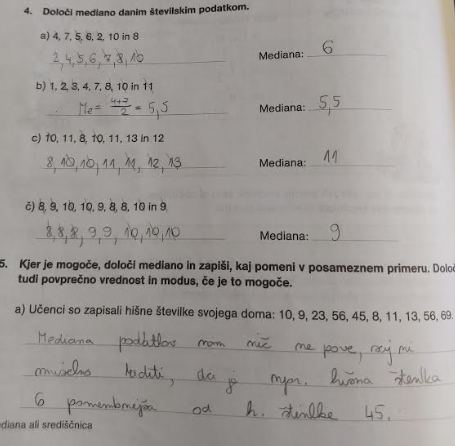 4. Določi mediano danim številskim podatkom.
a) 4, 7, 5, 6, 2, 10 in 8
2,4,5,6,7,8,10 Mediana: 6
b) 1, 2, 3, 4, 7, 8, 10 in 11
Me = 4+7/2 = 5,5 Mediana: 5,5
c) 10, 11, 8, 10, 11, 13 in 12
8,10,10,11,11,12,13 Mediana: 11
č) 8, 9, 10, 10, 9, 8, 8, 10 in 9
8,8,8,9,9,10,10,10 Mediana: 9
5. Kjer je mogoče, določi mediano in zapiši, kaj pomeni v posameznem primeru. Določ
tudi povprečno vrednost in modus, če je to mogoče.
a) Učenci so zapisali hišne številke svojega doma: 10, 9, 23, 56, 45, 8, 11, 13, 56, 69.
Mediana podatkov nam nič ne pove, saj ni
smiselno trditi, da je npr. hišna številka
6 pomembnejša od h. številke 45.
diana ali središčnica